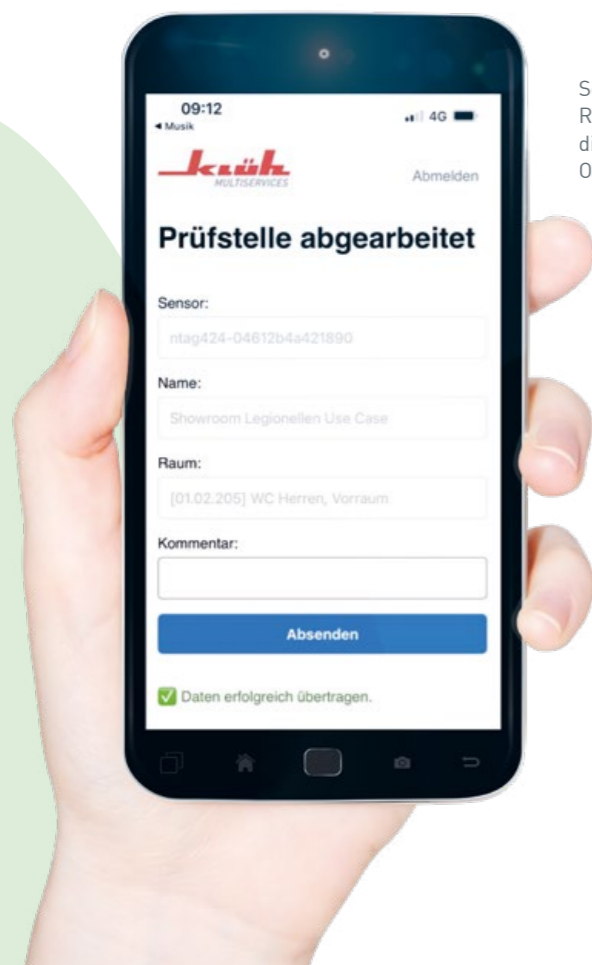 09:12
◀ Musik
4G
klüh
MULTISERVICES
Abmelden
Prüfstelle abgearbeitet
Sensor:
ntag424-04612b4a421890
Name:
Showroom Legionellen Use Case
Raum:
[01.02.205] WC Herren, Vorraum
Kommentar:
Absenden
✅ Daten erfolgreich übertragen.